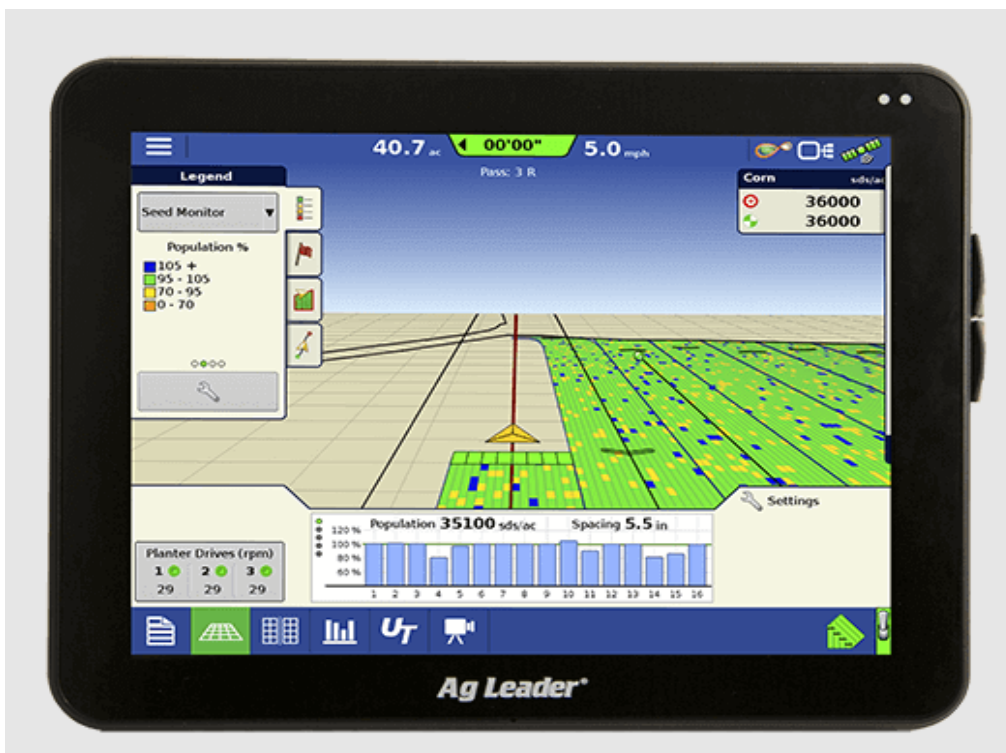 40.7 ac 00'00" 5.0 mph
Pass: 3 R
Legend
Seed Monitor
Population %
105 +
95 - 105
70 - 95
0 - 70
Corn sds/ac
36000
36000
Settings
Population 35100 sds/ac Spacing 5.5 in
120 %
100 %
80 %
60 %
1 2 3 4 5 6 7 8 9 10 11 12 13 14 15 16
Planter Drives (rpm)
1 2 3
29 29 29
UT
Ag Leader